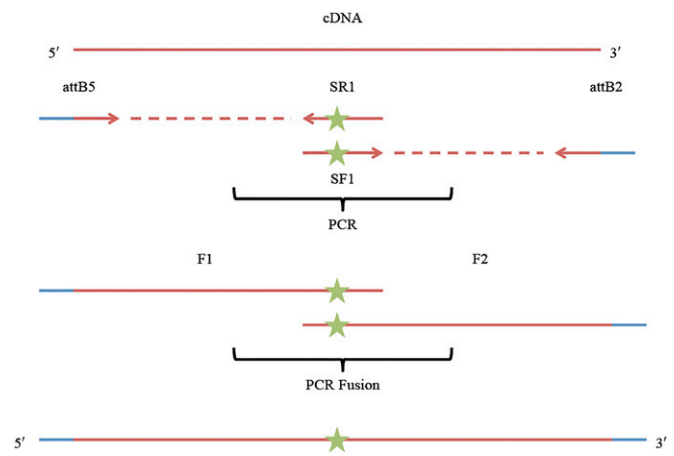 cDNA
5′ 3′
attB5 SR1 attB2
SF1
PCR
F1 F2
PCR Fusion
5′ 3′